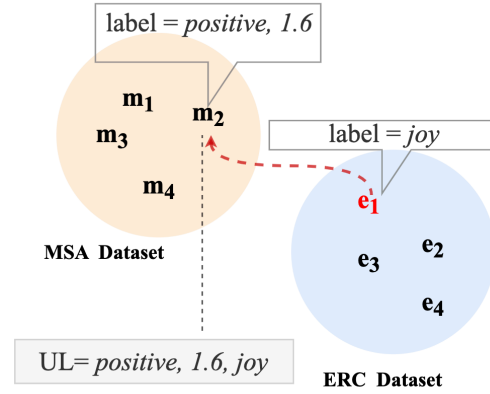 label = positive, 1.6
m1
m2
m3
label = joy
m4
e1
MSA Dataset
e2
e3
e4
UL= positive, 1.6, joy
ERC Dataset